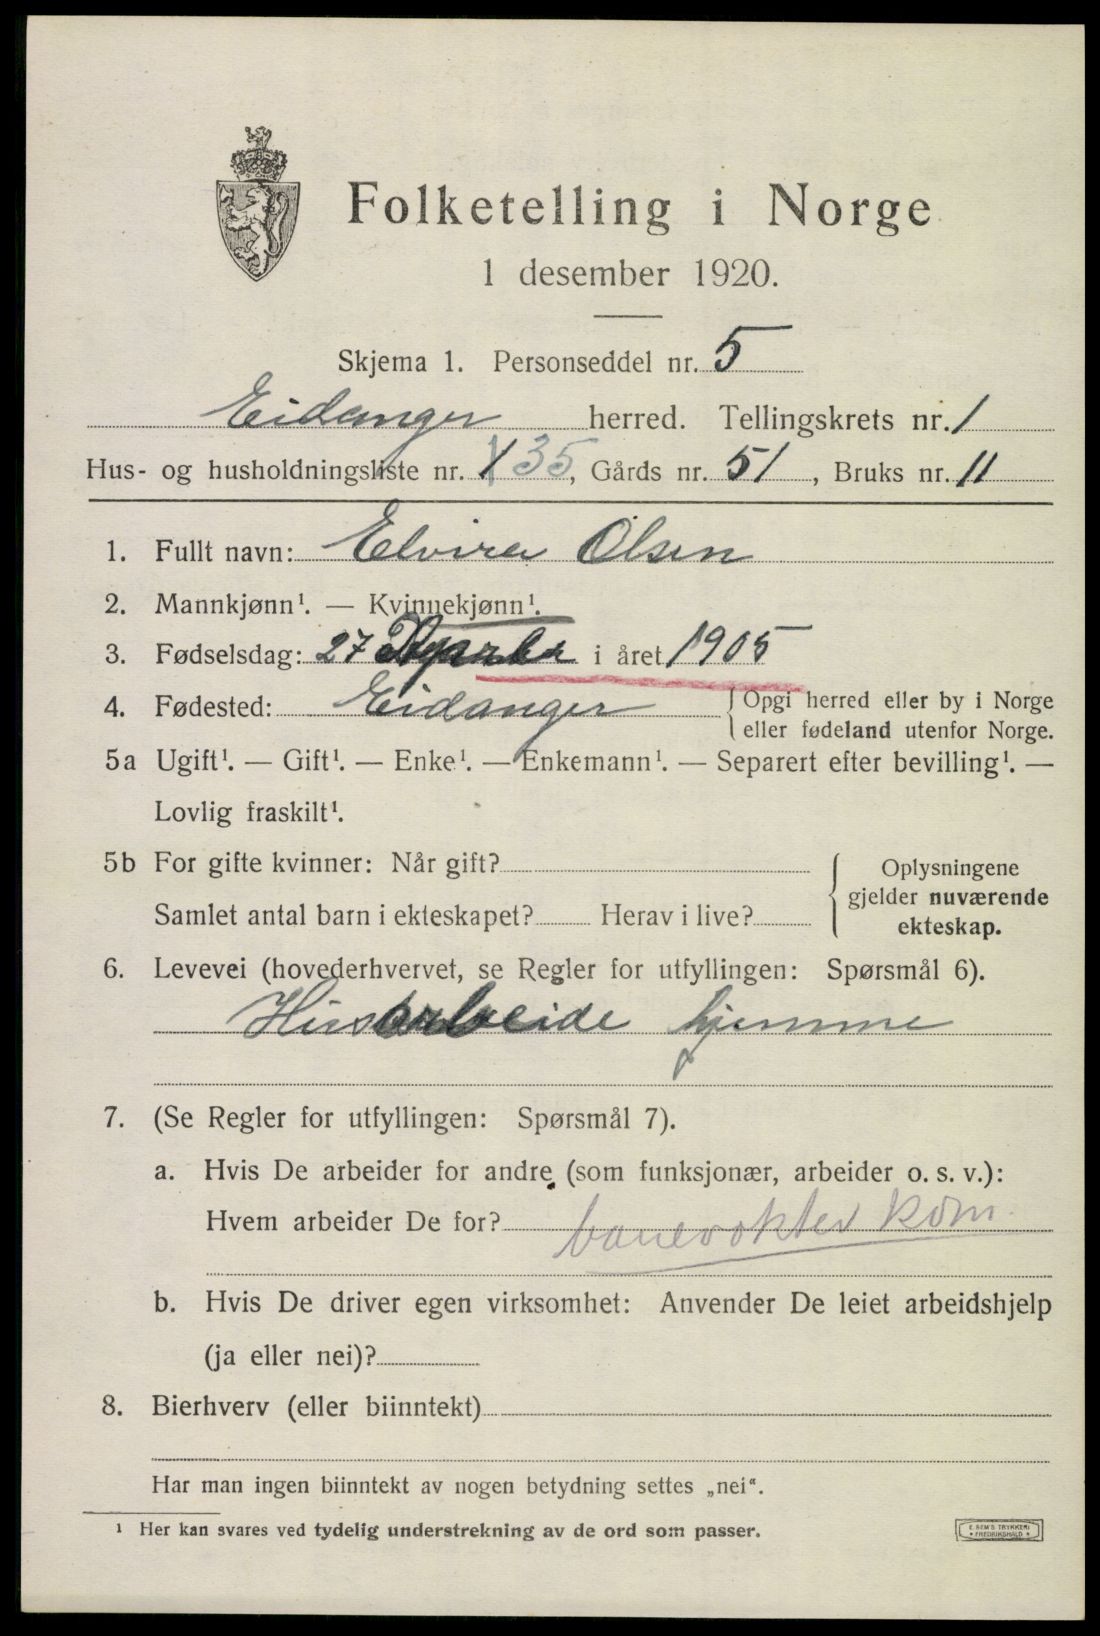 Folketelling i Norge
1 desember 1920.
Skjema 1. Personseddel nr. 5
Eidanger herred. Tellingskrets nr. 1
Hus- og husholdningsliste nr. 1 35, Gårds nr. 51, Bruks nr. 11
1. Fullt navn: Elvira Olsen
2. Mannkjønn¹. — Kvinnekjønn¹.
3. Fødselsdag: 27 i året 1905
4. Fødested: Eidanger { Opgi herred eller by i Norge
eller fødeland utenfor Norge.
5a Ugift¹. — Gift¹. — Enke¹. — Enkemann¹. — Separert efter bevilling¹. —
Lovlig fraskilt¹.
5b For gifte kvinner: Når gift?
Samlet antal barn i ekteskapet? Herav i live?
{ Oplysningene
gjelder nuværende
ekteskap.
6. Levevei (hovederhvervet, se Regler for utfyllingen: Spørsmål 6).
Husarbeide hjemme
7. (Se Regler for utfyllingen: Spørsmål 7).
a. Hvis De arbeider for andre (som funksjonær, arbeider o. s. v.):
Hvem arbeider De for? banevokter kom.
b. Hvis De driver egen virksomhet: Anvender De leiet arbeidshjelp
(ja eller nei)?
8. Bierhverv (eller biinntekt)
Har man ingen biinntekt av nogen betydning settes „nei“.
¹ Her kan svares ved tydelig understrekning av de ord som passer.
E. SEM'S TRYKKERI
* FREDRIKSHALD *